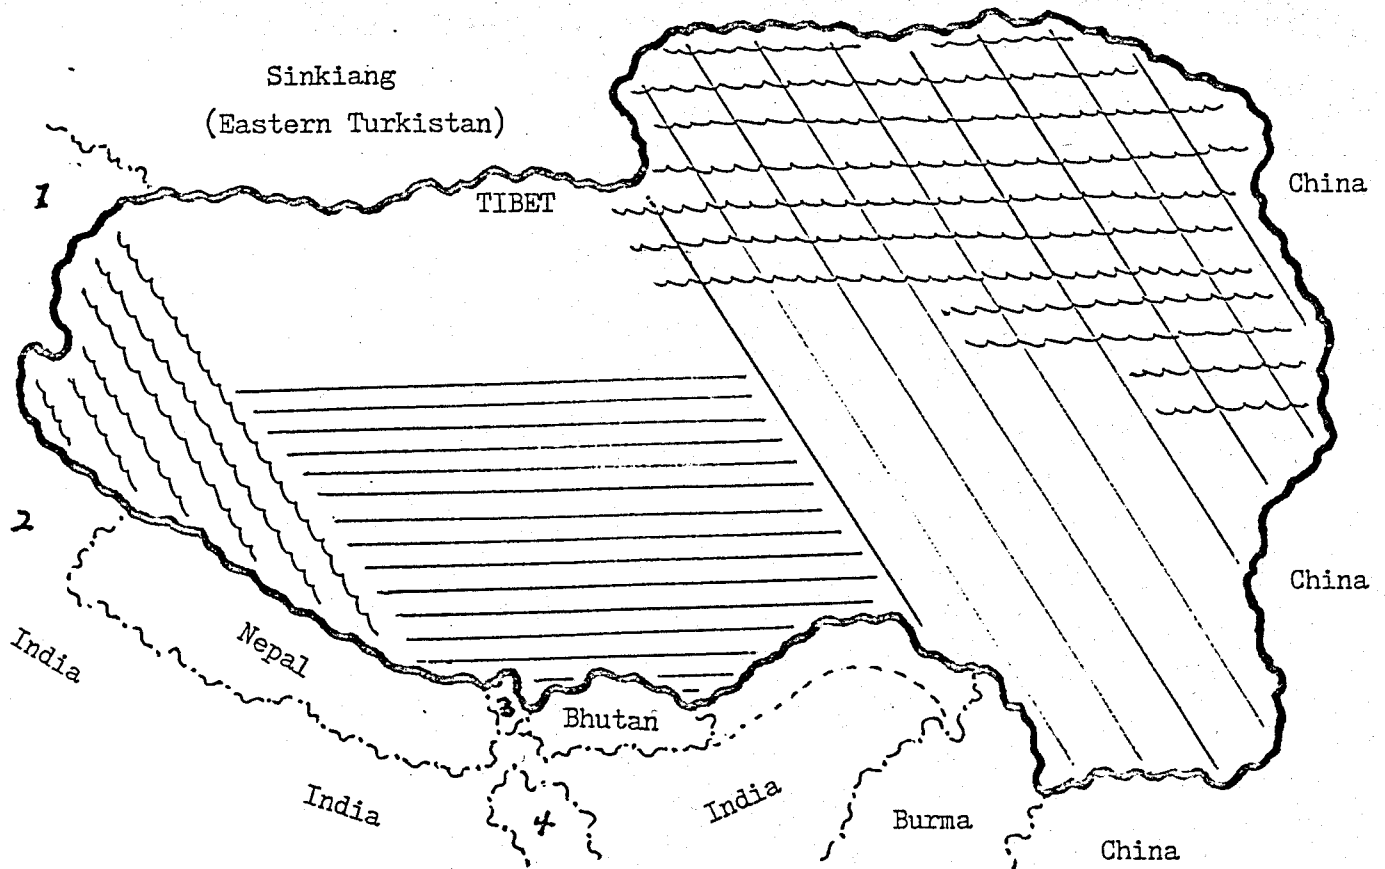 Sinkiang
(Eastern Turkistan)
China
1
TIBET
2
China
India
Nepal
3
Bhutan
India
India
4
Burma
China